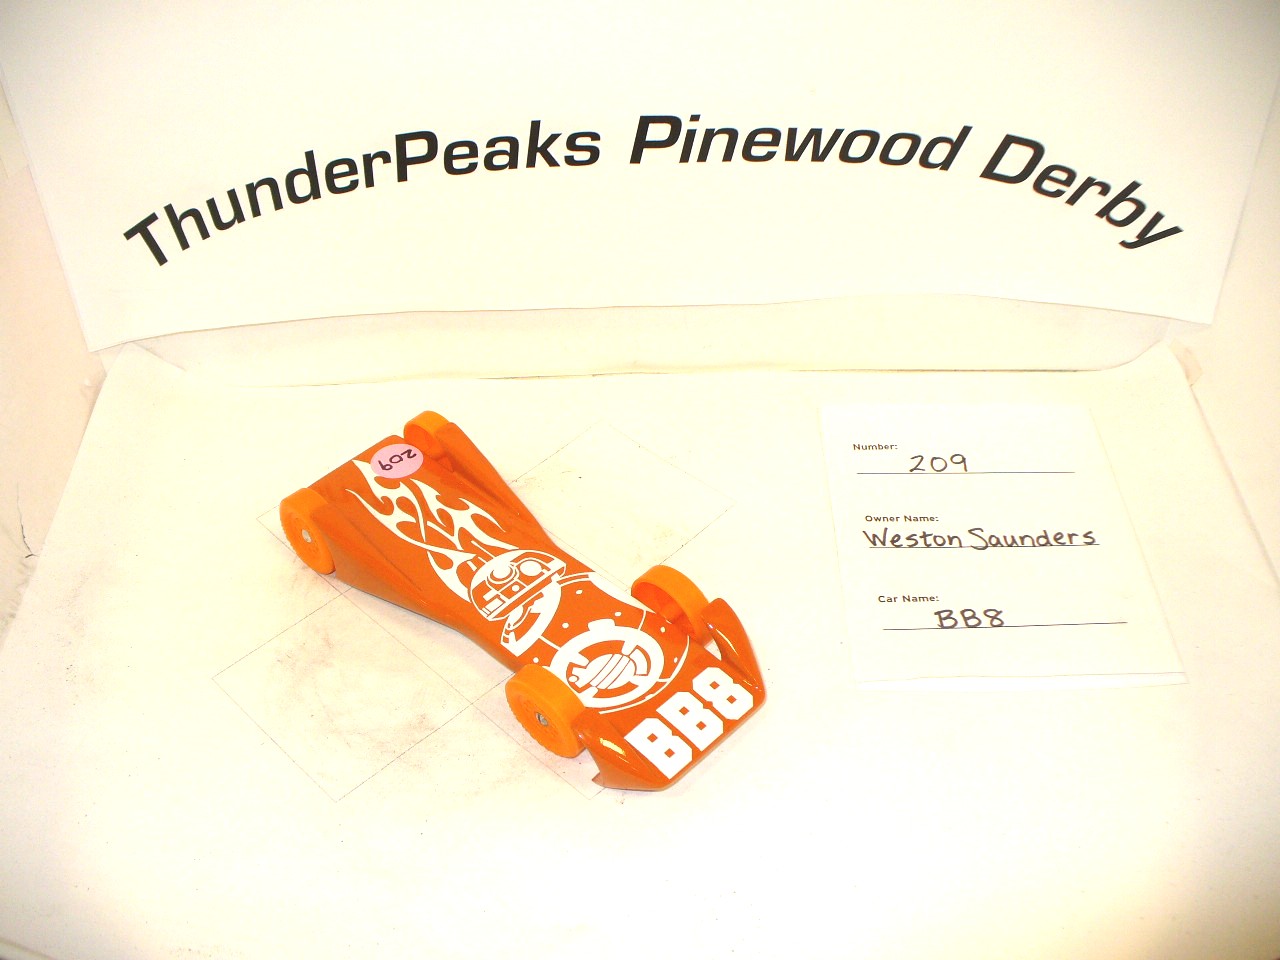 ThunderPeaks Pinewood Derby
209
Number:
209
Owner Name:
Weston Saunders
Car Name:
BB8
BB8